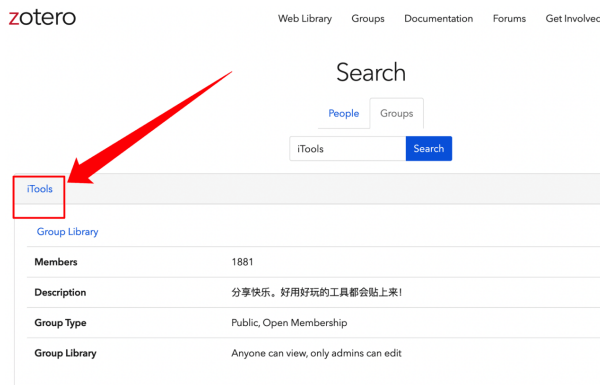 zotero Web Library Groups Documentation Forums Get Involved
Search
People Groups
iTools Search
iTools
Group Library
Members 1881
Description 分享快乐。好用好玩的工具都会贴上来！
Group Type Public, Open Membership
Group Library Anyone can view, only admins can edit